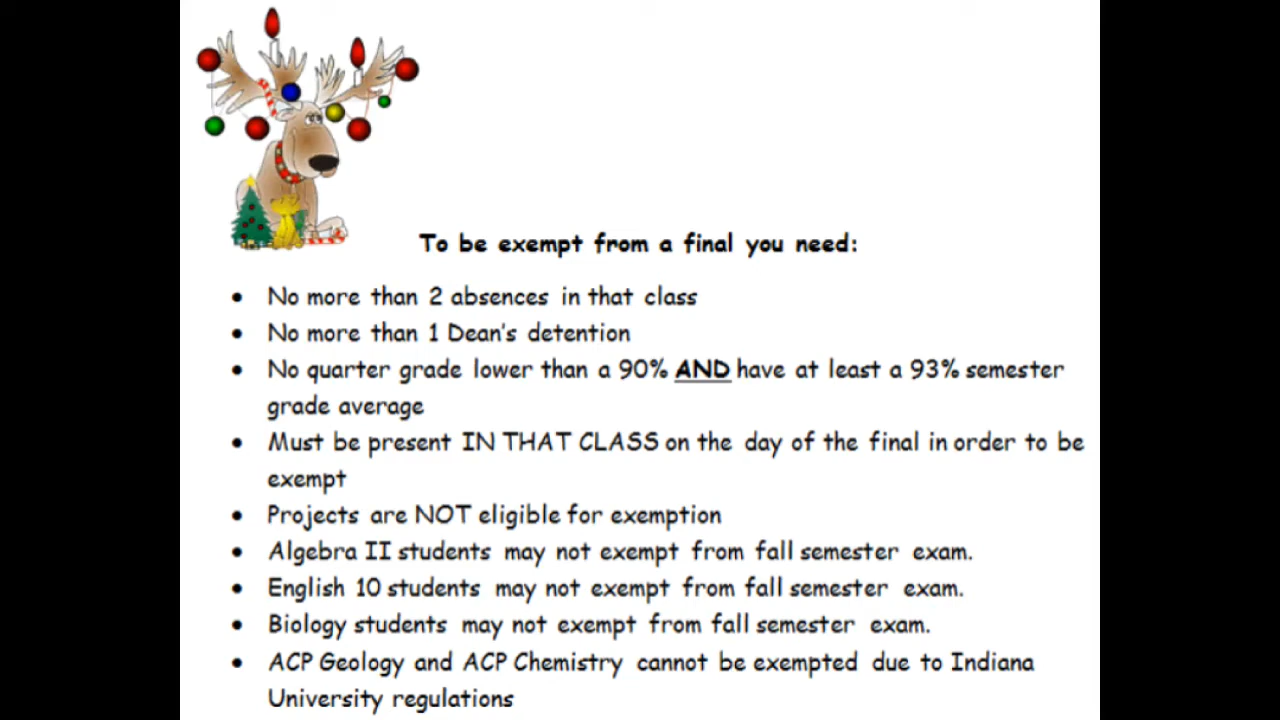 To be exempt from a final you need:
• No more than 2 absences in that class
• No more than 1 Dean's detention
• No quarter grade lower than a 90% AND have at least a 93% semester
grade average
• Must be present IN THAT CLASS on the day of the final in order to be
exempt
• Projects are NOT eligible for exemption
• Algebra II students may not exempt from fall semester exam.
• English 10 students may not exempt from fall semester exam.
• Biology students may not exempt from fall semester exam.
• ACP Geology and ACP Chemistry cannot be exempted due to Indiana
University regulations